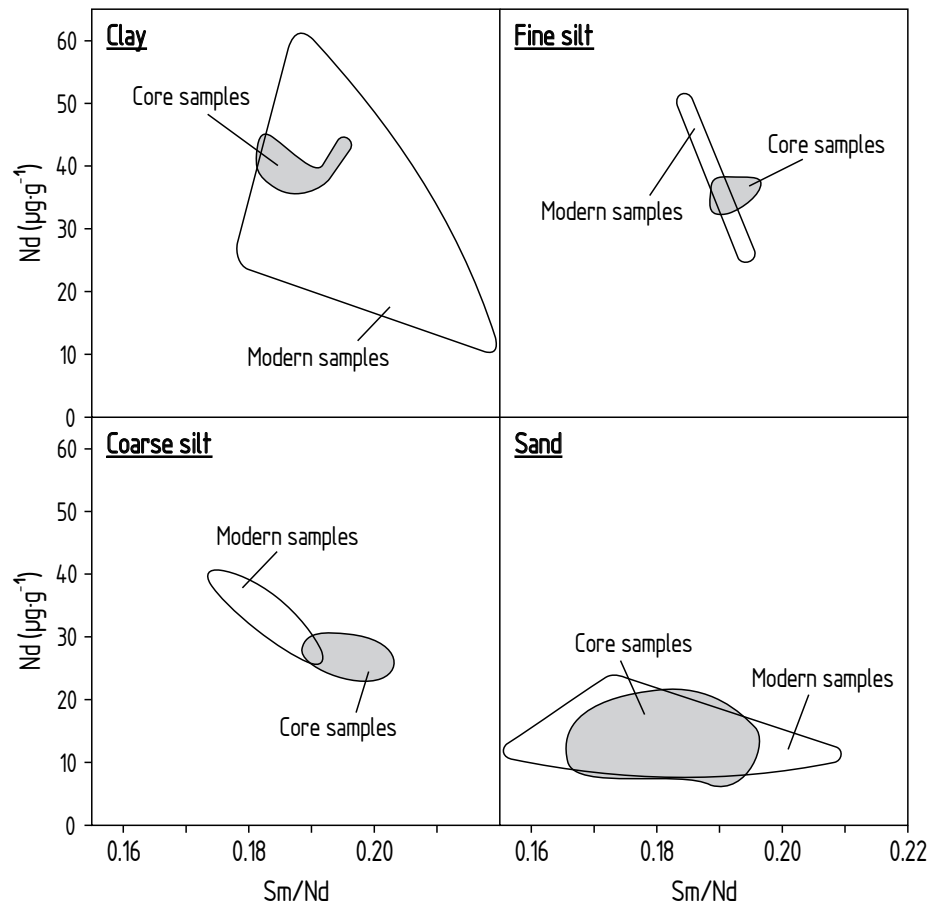 Clay
Fine silt
60
50
40
30
20
10
0
Nd (µg·g⁻¹)
Core samples
Modern samples
Core samples
Modern samples
Coarse silt
Sand
60
50
40
30
20
10
0
Nd (µg·g⁻¹)
Modern samples
Core samples
Core samples
Modern samples
0.16 0.18 0.20 0.16 0.18 0.20 0.22
Sm/Nd Sm/Nd